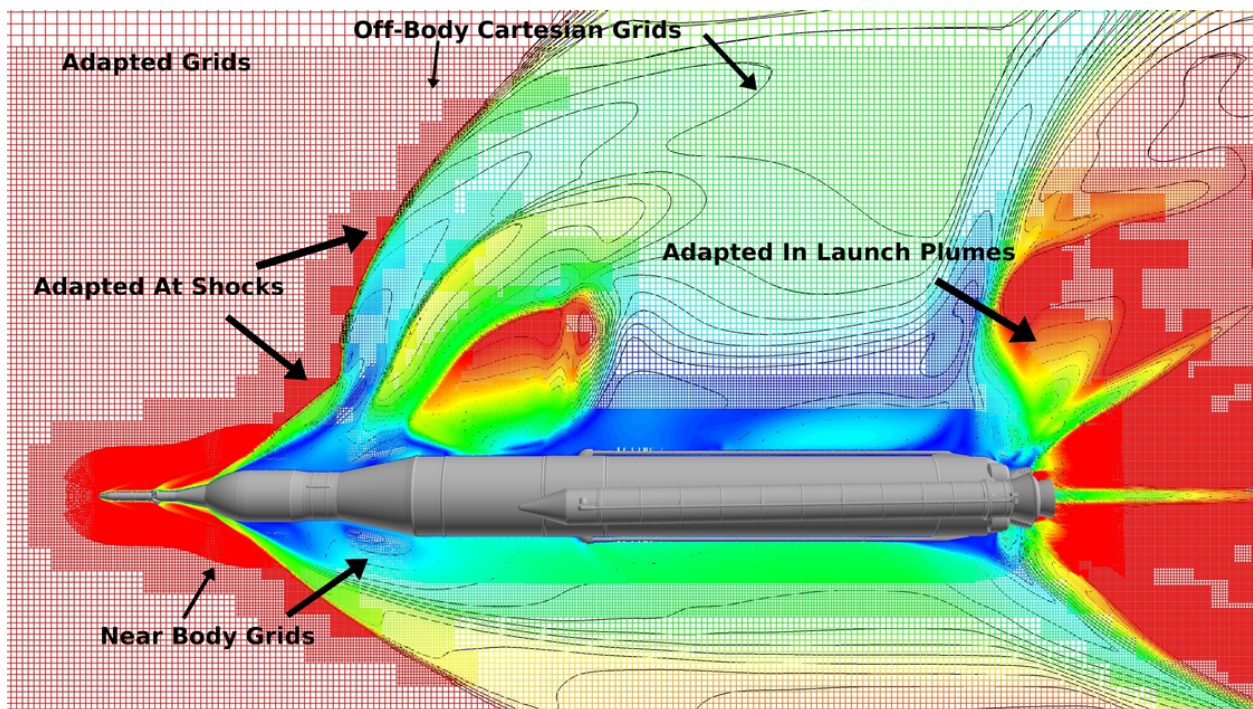 Off-Body Cartesian Grids
Adapted Grids
Adapted In Launch Plumes
Adapted At Shocks
Near Body Grids